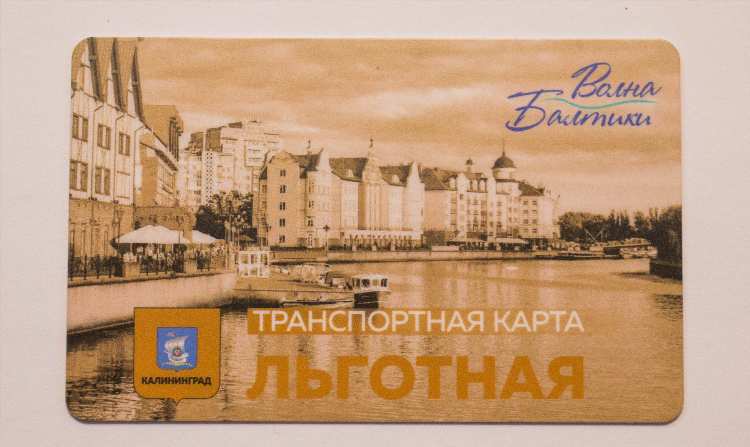 Волна
Балтики
ТРАНСПОРТНАЯ КАРТА
ЛЬГОТНАЯ
КАЛИНИНГРАД